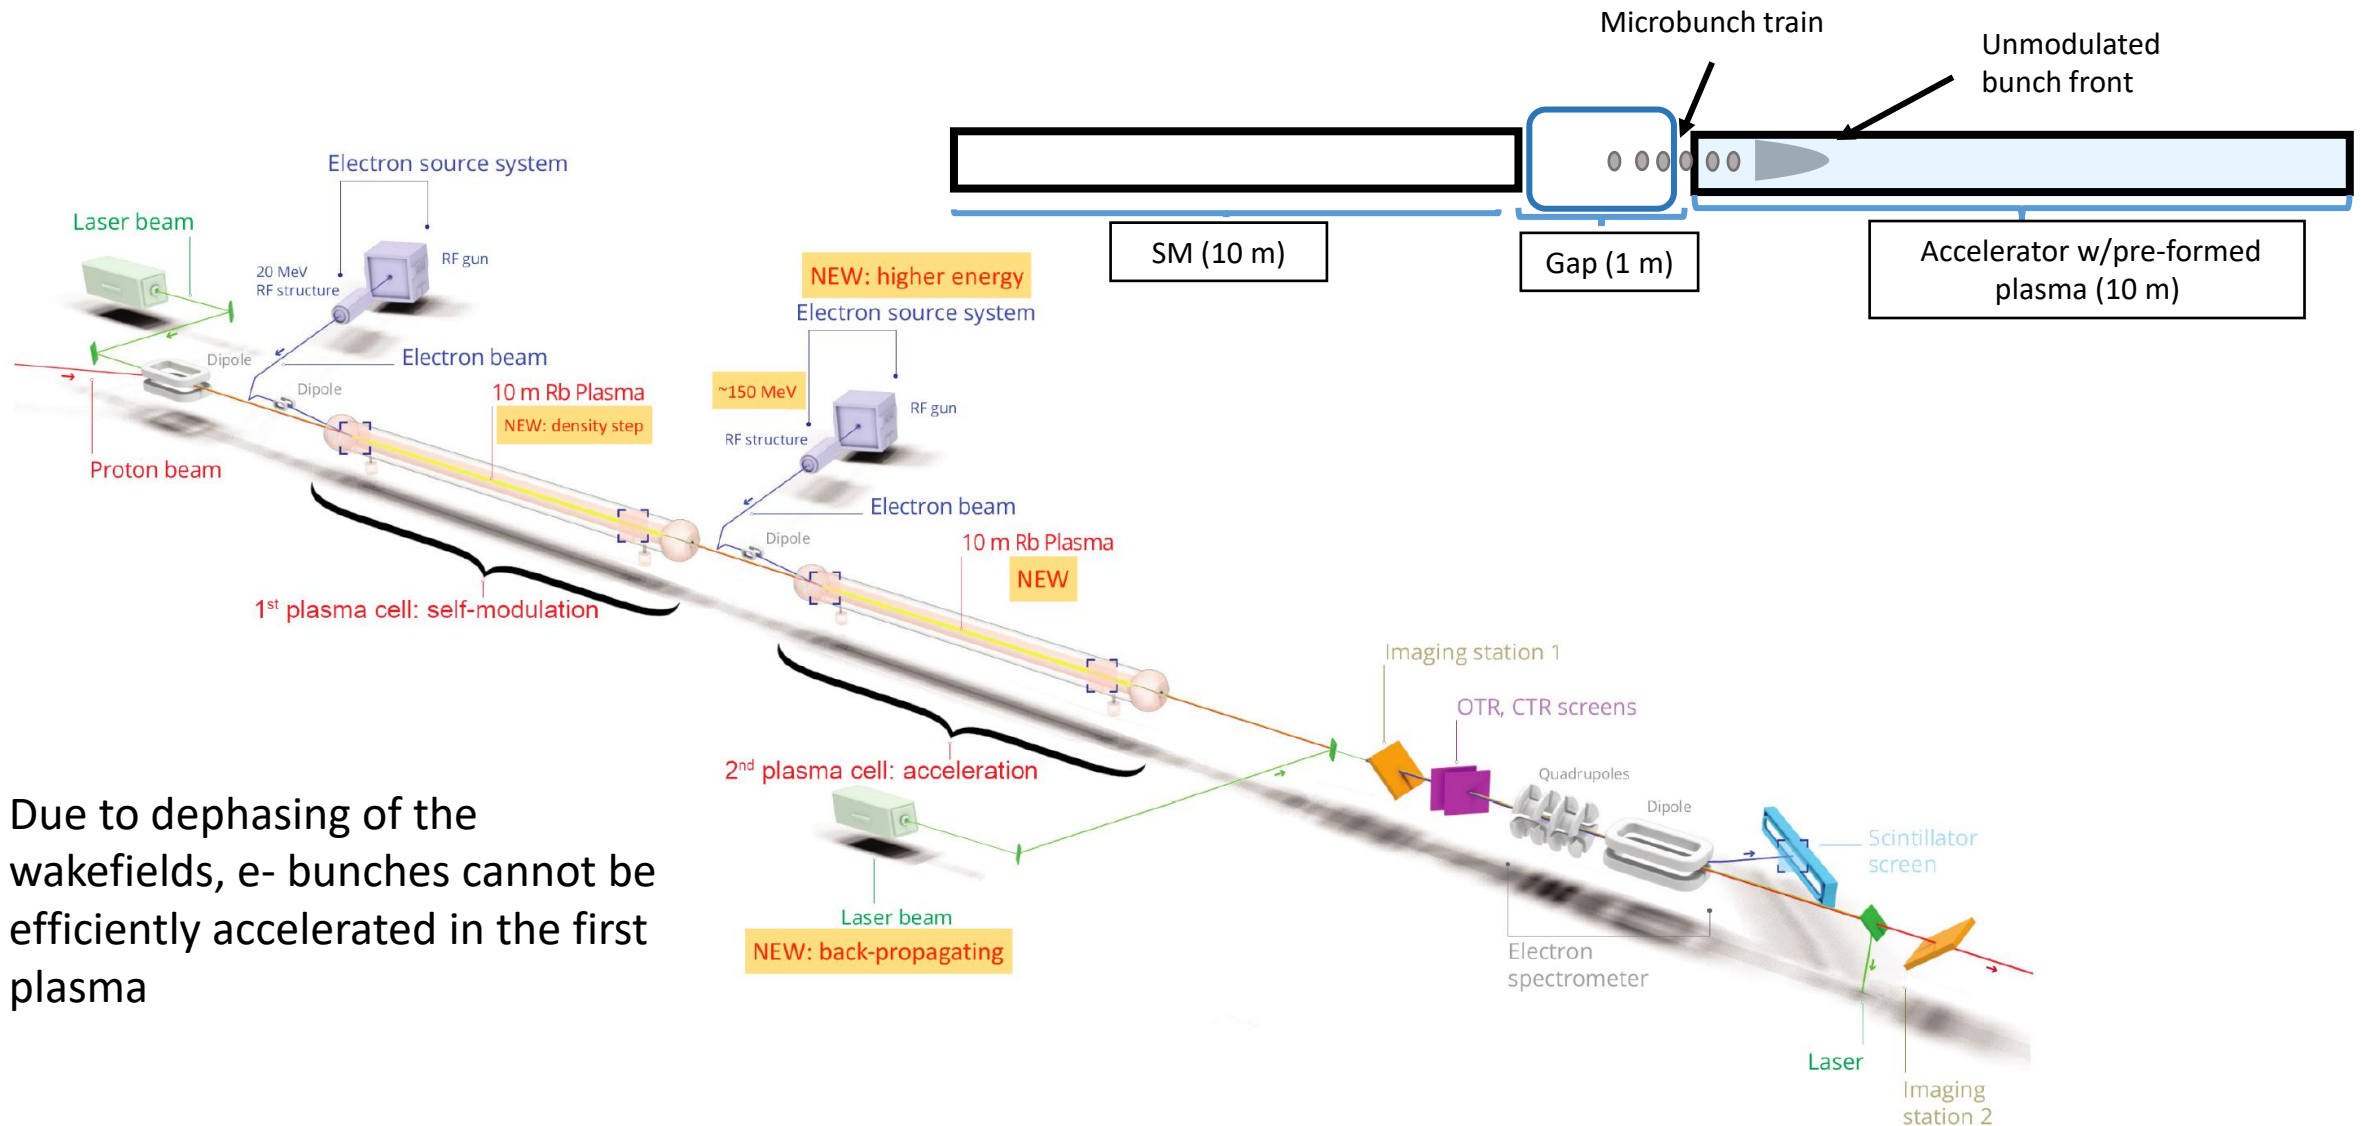 Microbunch train
Unmodulated
bunch front
SM (10 m)
Gap (1 m)
Accelerator w/pre-formed
plasma (10 m)
Electron source system
Laser beam
RF gun
20 MeV
RF structure
Dipole
Electron beam
Dipole
10 m Rb Plasma
NEW: density step
Proton beam
1st plasma cell: self-modulation
NEW: higher energy
Electron source system
~150 MeV
RF gun
RF structure
Electron beam
Dipole
10 m Rb Plasma
NEW
2nd plasma cell: acceleration
Laser beam
NEW: back-propagating
Imaging station 1
OTR, CTR screens
Quadrupoles
Dipole
Scintillator
screen
Electron
spectrometer
Laser
Imaging
station 2
Due to dephasing of the
wakefields, e- bunches cannot be
efficiently accelerated in the first
plasma